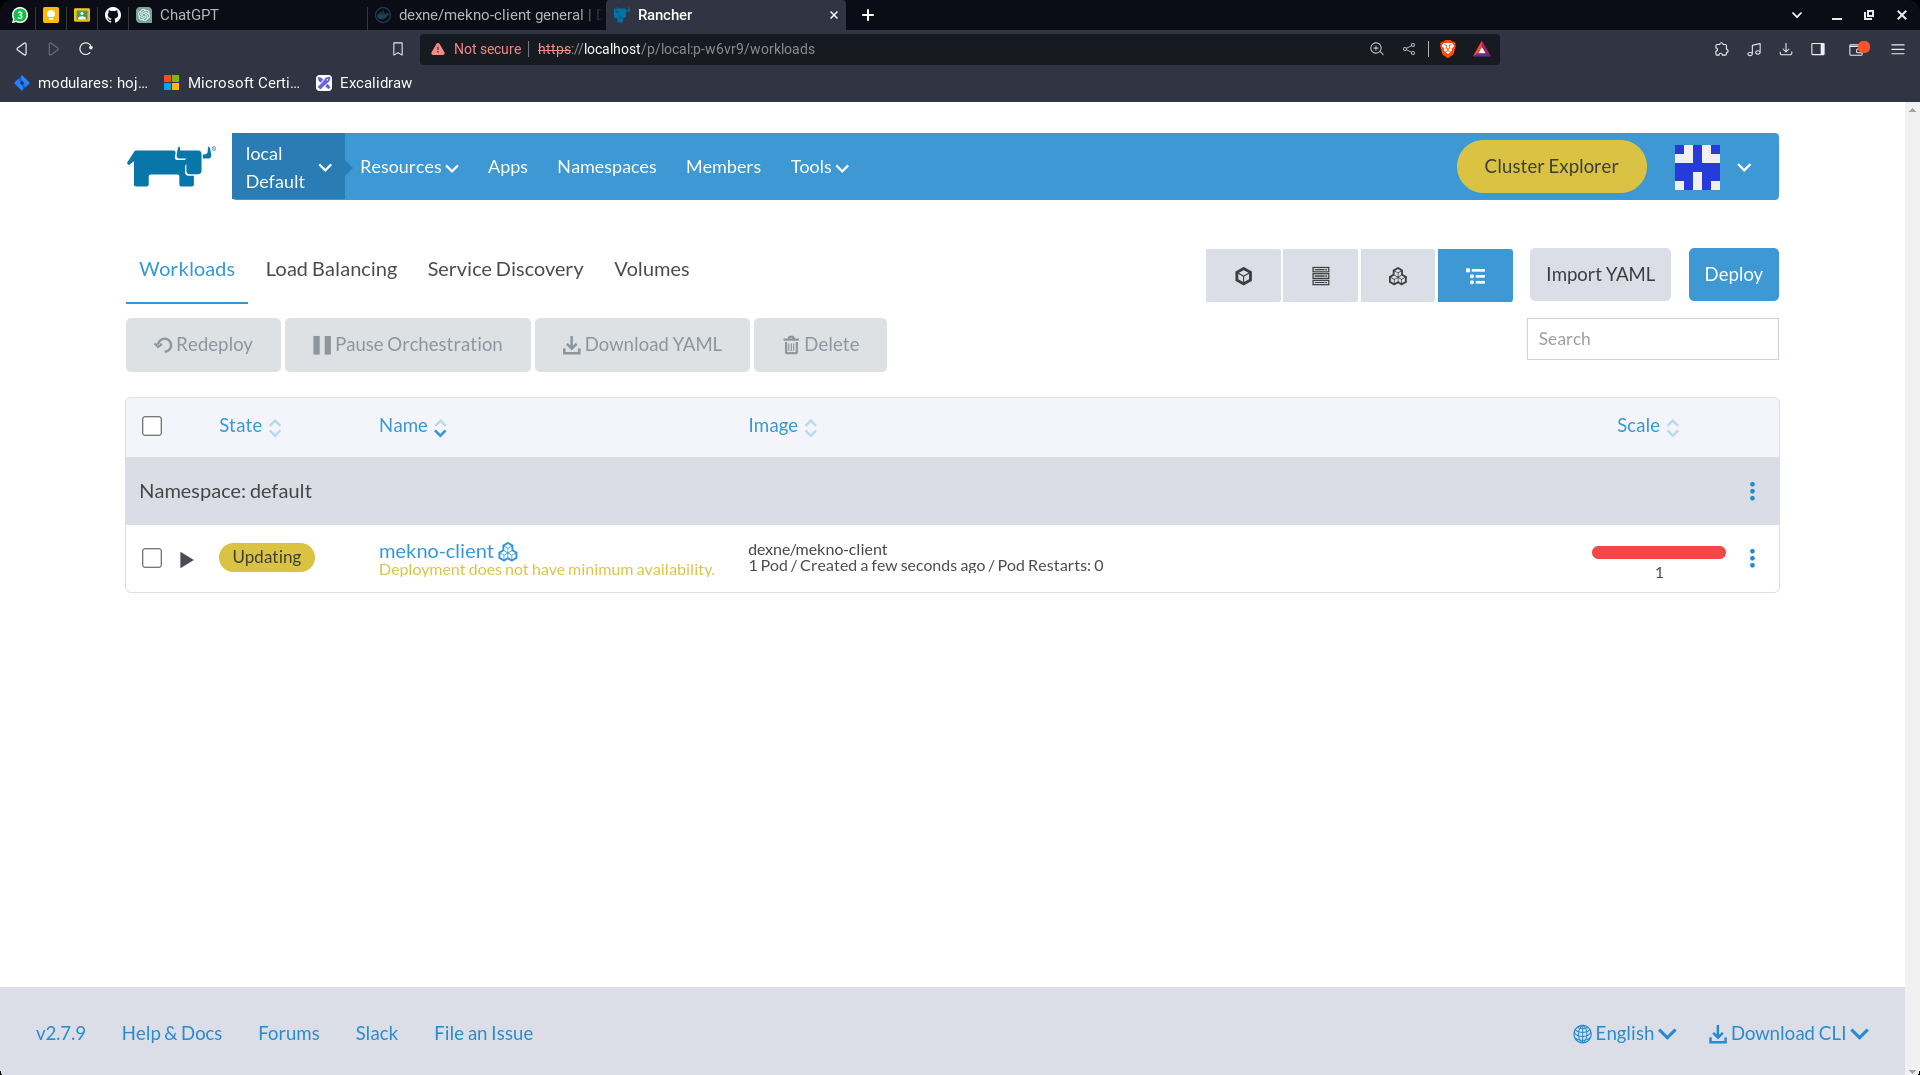 3
ChatGPT
dexne/mekno-client general |
Rancher
Not secure
https://localhost/p/local:p-w6vr9/workloads
modulares: hoj...
Microsoft Certi...
Excalidraw
local
Default
Resources
Apps
Namespaces
Members
Tools
Cluster Explorer
Workloads
Load Balancing
Service Discovery
Volumes
Import YAML
Deploy
Redeploy
Pause Orchestration
Download YAML
Delete
Search
State
Name
Image
Scale
Namespace: default
Updating
mekno-client
Deployment does not have minimum availability.
dexne/mekno-client
1 Pod / Created a few seconds ago / Pod Restarts: 0
1
v2.7.9
Help & Docs
Forums
Slack
File an Issue
English
Download CLI